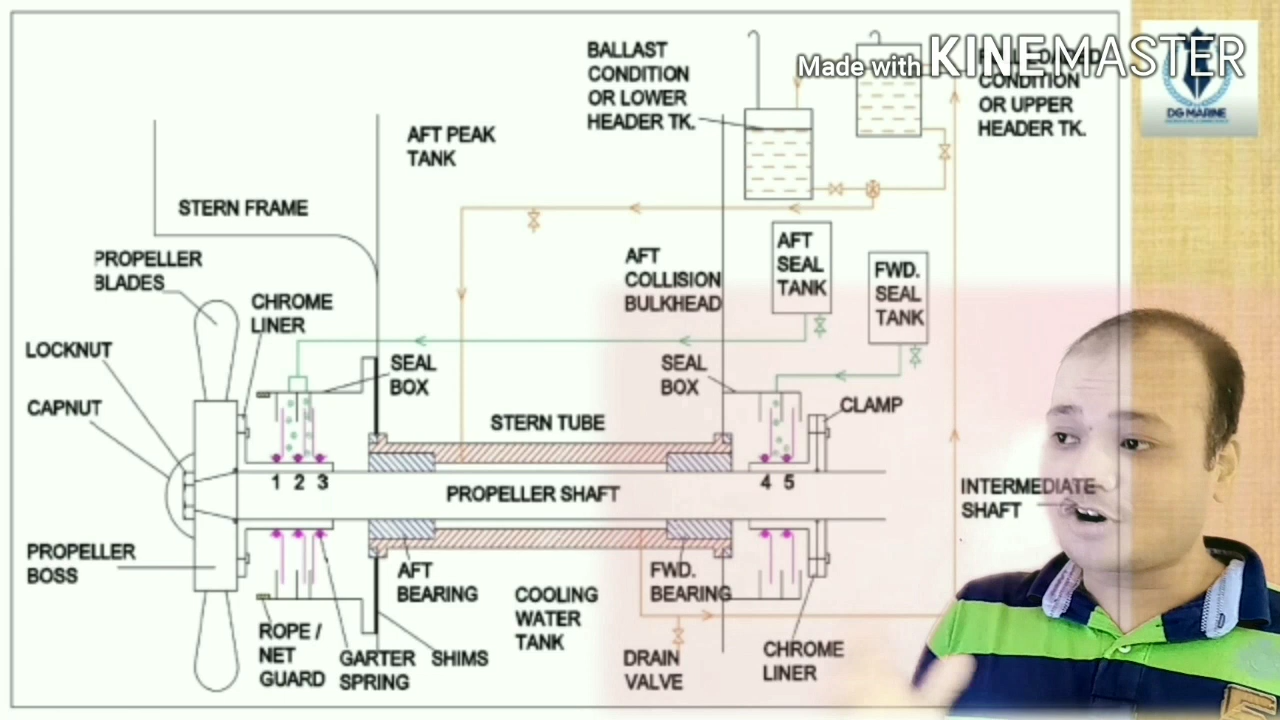 Made with KINEMASTER
DG MARINE
BALLAST
CONDITION
OR LOWER
HEADER TK.
CONDITION
OR UPPER
HEADER TK.
AFT PEAK
TANK
STERN FRAME
PROPELLER
BLADES
CHROME
LINER
LOCKNUT
CAPNUT
AFT
COLLISION
BULKHEAD
AFT
SEAL
TANK
FWD.
SEAL
TANK
SEAL
BOX
SEAL
BOX
CLAMP
STERN TUBE
1 2 3
4 5
PROPELLER SHAFT
INTERMEDIATE
SHAFT
PROPELLER
BOSS
AFT
BEARING
FWD.
BEARING
COOLING
WATER
TANK
ROPE /
NET
GUARD
GARTER
SPRING
SHIMS
DRAIN
VALVE
CHROME
LINER